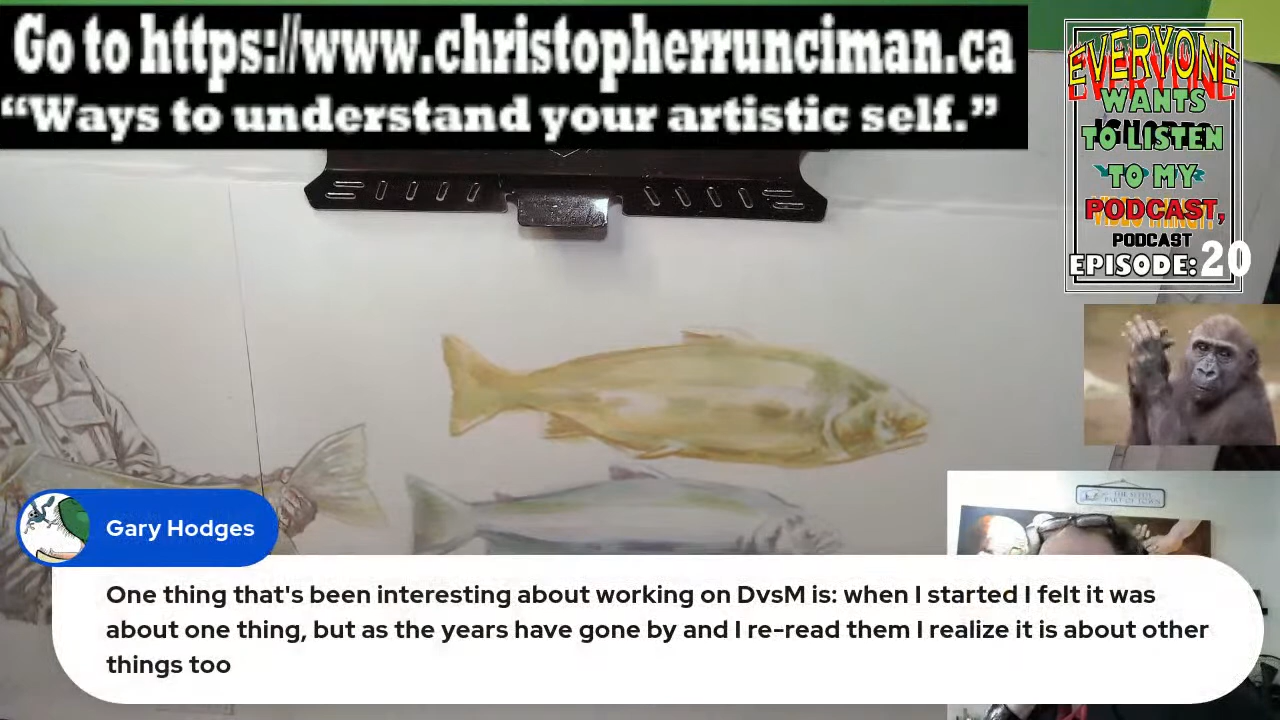 Go to https://www.christopherrunciman.ca
“Ways to understand your artistic self.”
EVERYONE
WANTS
TO LISTEN
TO MY
PODCAST,
PODCAST
EPISODE:20
Gary Hodges
One thing that's been interesting about working on DvsM is: when I started I felt it was
about one thing, but as the years have gone by and I re-read them I realize it is about other
things too